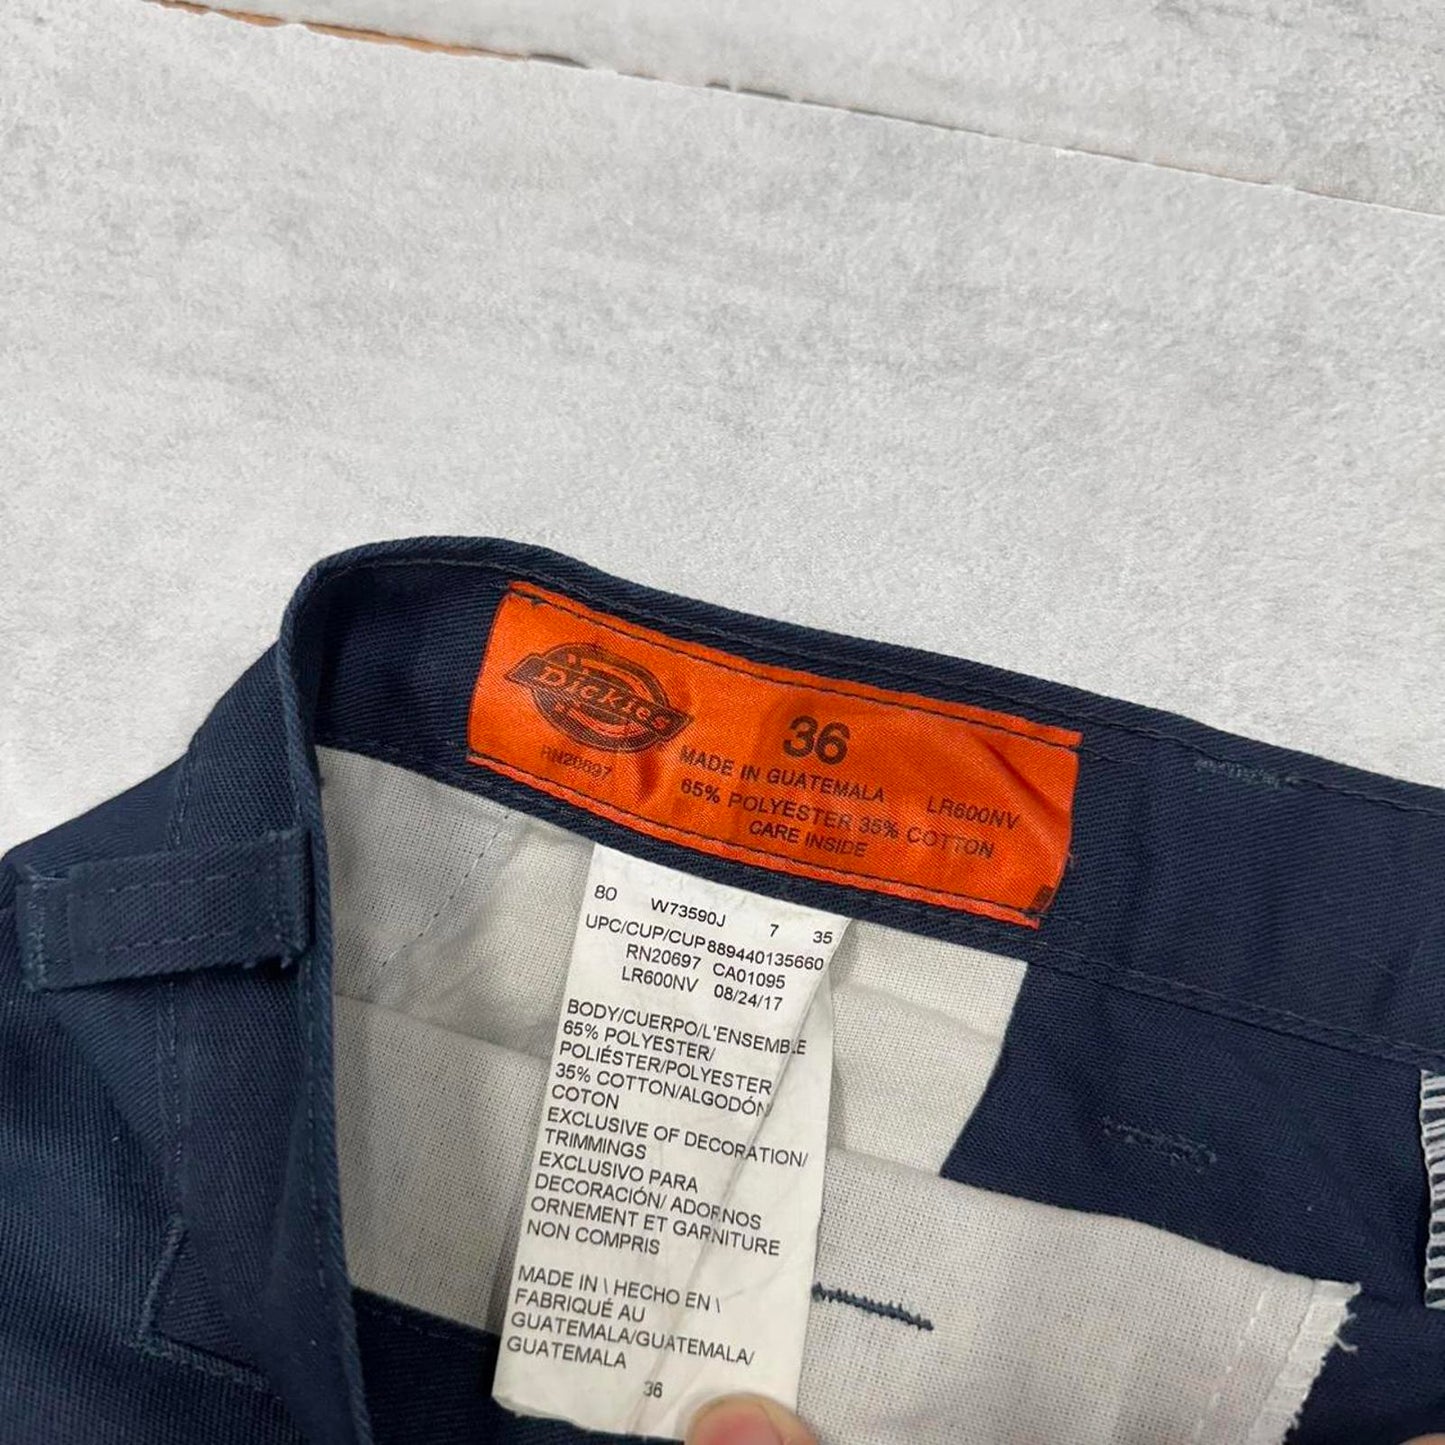 Dickies
36
RN20697
MADE IN GUATEMALA
LR600NV
65% POLYESTER 35% COTTON
CARE INSIDE
80 W73590J 7 35
UPC/CUP/CUP889440135660
RN20697 CA01095
LR600NV 08/24/17
BODY/CUERPO/L'ENSEMBLE
65% POLYESTER/
POLIÉSTER/POLYESTER
35% COTTON/ALGODÓN/
COTON
EXCLUSIVE OF DECORATION/
TRIMMINGS
EXCLUSIVO PARA
DECORACIÓN/ ADORNOS
ORNEMENT ET GARNITURE
NON COMPRIS
MADE IN \ HECHO EN \
FABRIQUÉ AU
GUATEMALA/GUATEMALA/
GUATEMALA
36